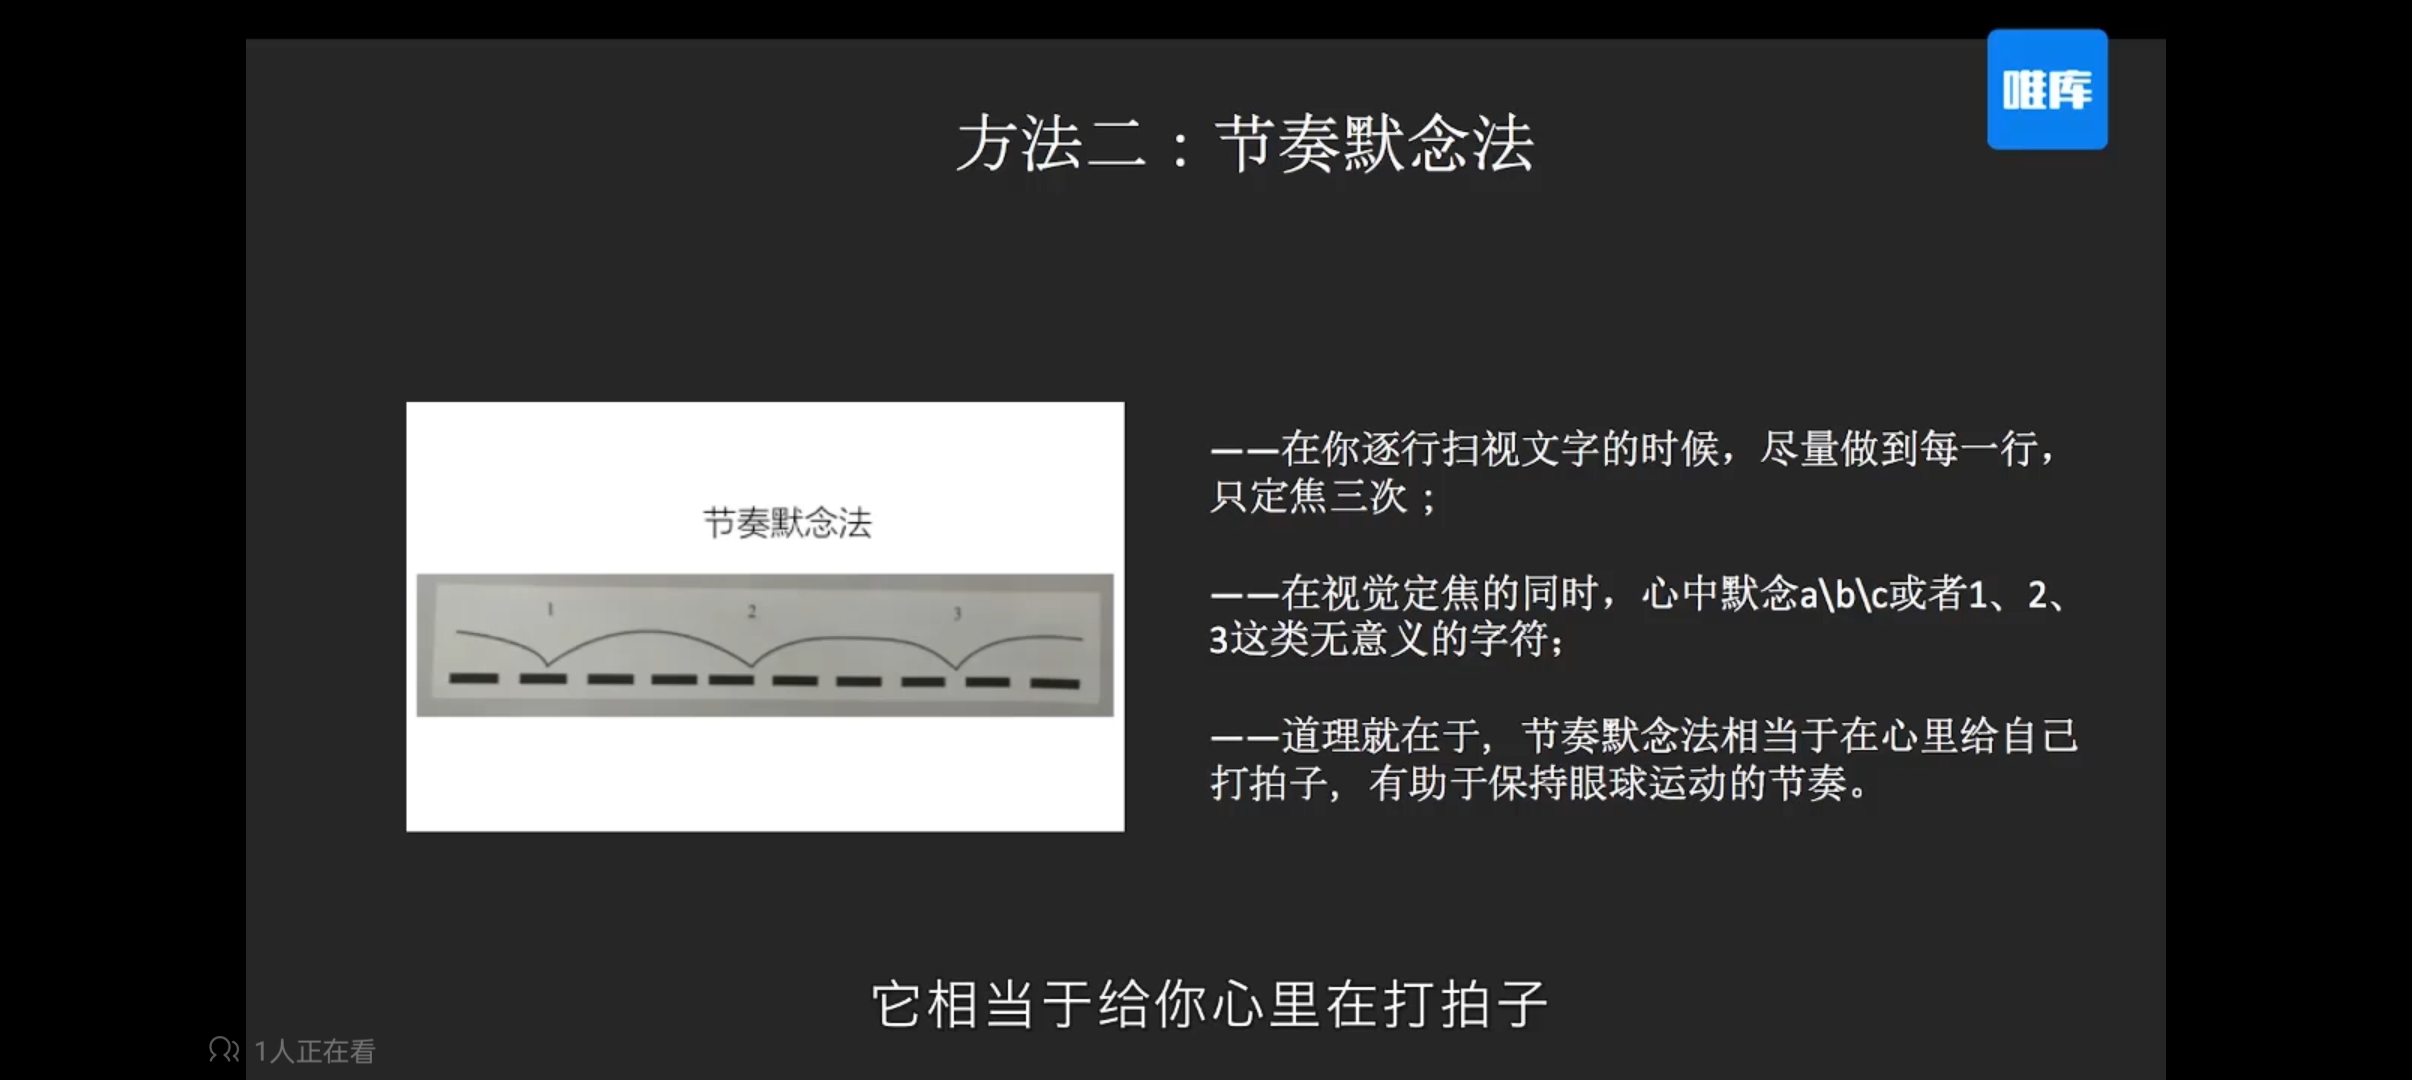 唯库
方法二：节奏默念法
节奏默念法
1 2 3
——在你逐行扫视文字的时候，尽量做到每一行，
只定焦三次；
——在视觉定焦的同时，心中默念a\b\c或者1、2、
3这类无意义的字符；
——道理就在于，节奏默念法相当于在心里给自己
打拍子，有助于保持眼球运动的节奏。
它相当于给你心里在打拍子
1人正在看